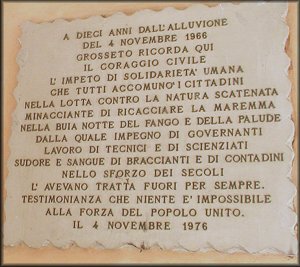 A DIECI ANNI DALL'ALLUVIONE
DEL 4 NOVEMBRE 1966
GROSSETO RICORDA QUI
IL CORAGGIO CIVILE
L' IMPETO DI SOLIDARIETA' UMANA
CHE TUTTI ACCOMUNO' I CITTADINI
NELLA LOTTA CONTRO LA NATURA SCATENATA
MINACCIANTE DI RICACCIARE LA MAREMMA
NELLA BUIA NOTTE DEL FANGO E DELLA PALUDE
DALLA QUALE IMPEGNO DI GOVERNANTI
LAVORO DI TECNICI E DI SCIENZIATI
SUDORE E SANGUE DI BRACCIANTI E DI CONTADINI
NELLO SFORZO DEI SECOLI
L' AVEVANO TRATTA FUORI PER SEMPRE.
TESTIMONIANZA CHE NIENTE E' IMPOSSIBILE
ALLA FORZA DEL POPOLO UNITO.
IL 4 NOVEMBRE 1976